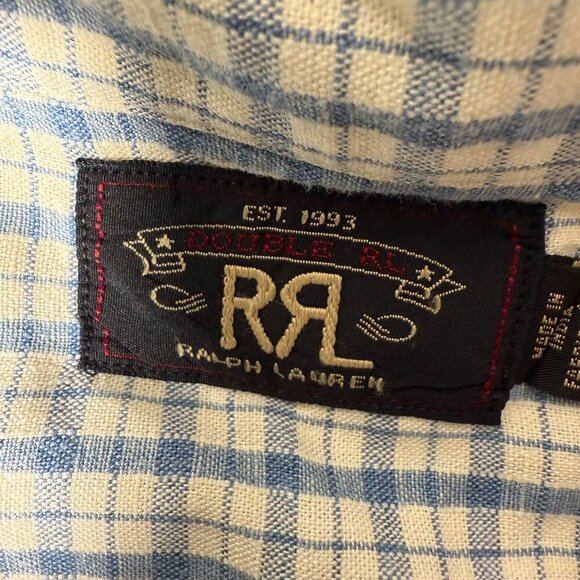 EST. 1993
DOUBLE RL
RRL
RALPH LAUREN
MADE IN
INDIA